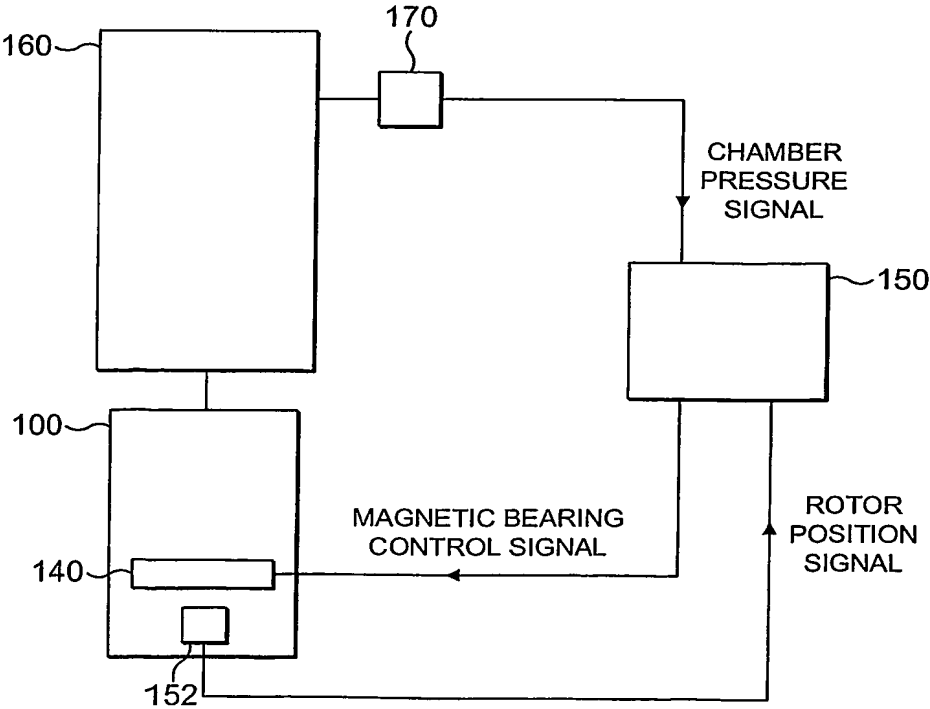 170
160
CHAMBER
PRESSURE
SIGNAL
150
100
MAGNETIC BEARING
CONTROL SIGNAL
ROTOR
POSITION
SIGNAL
140
152